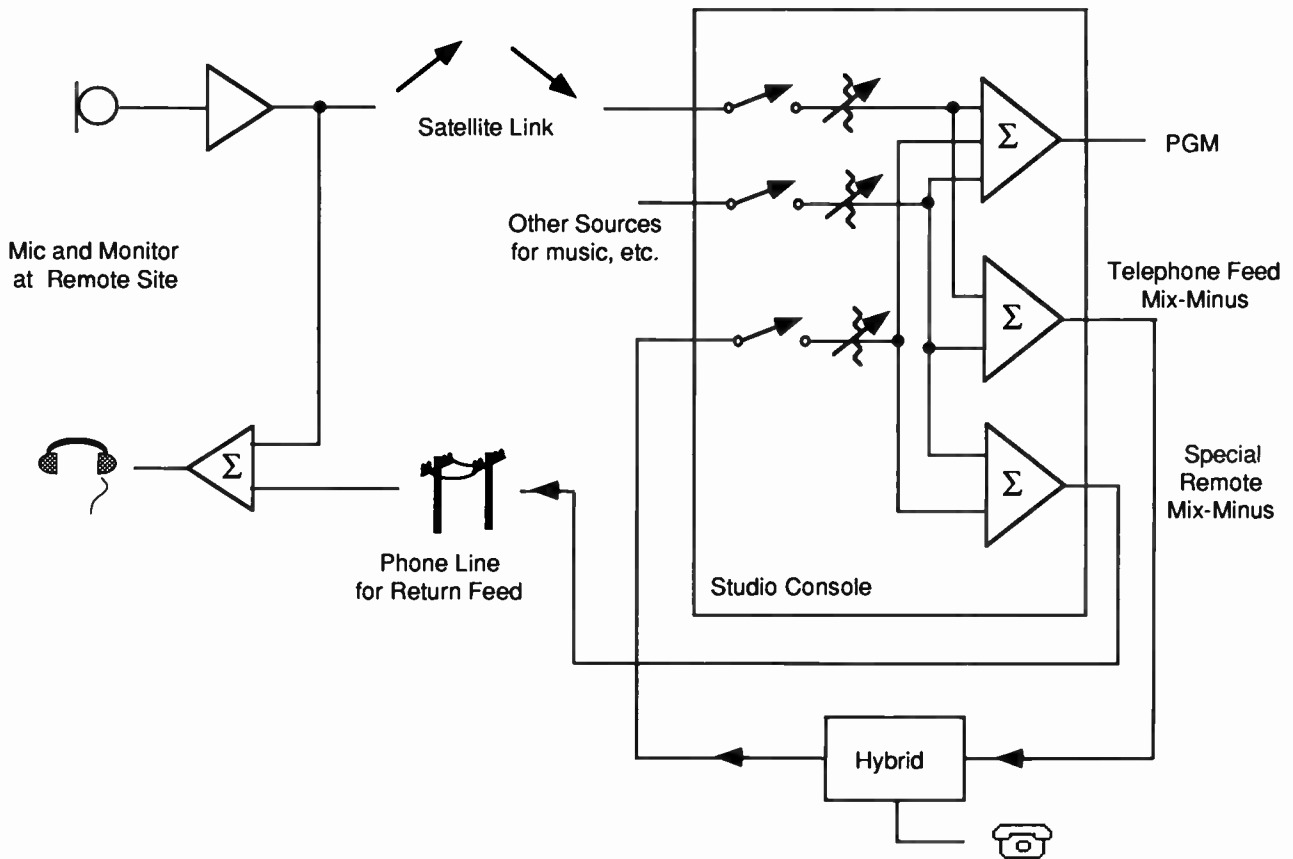 Satellite Link
Σ
PGM
Other Sources
for music, etc.
Mic and Monitor
at Remote Site
Telephone Feed
Mix-Minus
Σ
Σ
Σ
Special
Remote
Mix-Minus
Phone Line
for Return Feed
Studio Console
Hybrid